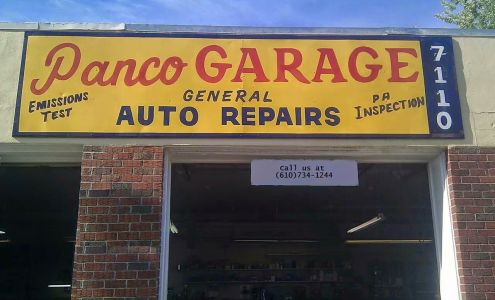 Panco GARAGE
EMISSIONS TEST
GENERAL
AUTO REPAIRS
PA INSPECTION
7110
call us at
(610)734-1244